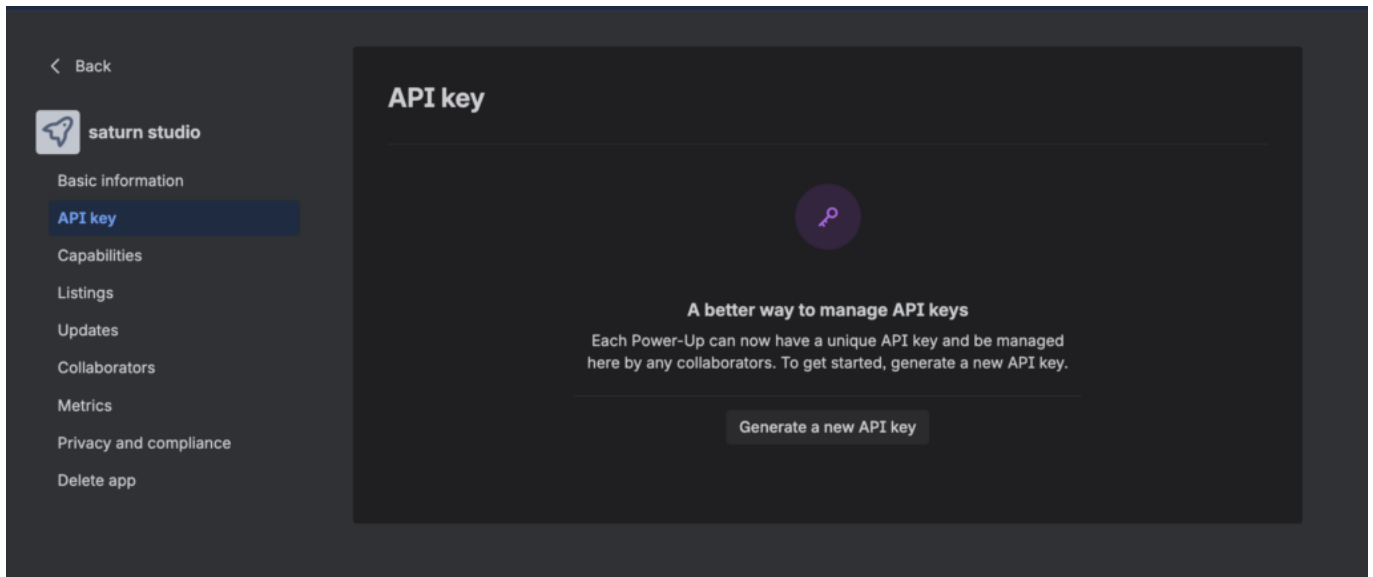 Back
saturn studio
Basic information
API key
Capabilities
Listings
Updates
Collaborators
Metrics
Privacy and compliance
Delete app
API key
A better way to manage API keys
Each Power-Up can now have a unique API key and be managed
here by any collaborators. To get started, generate a new API key.
Generate a new API key